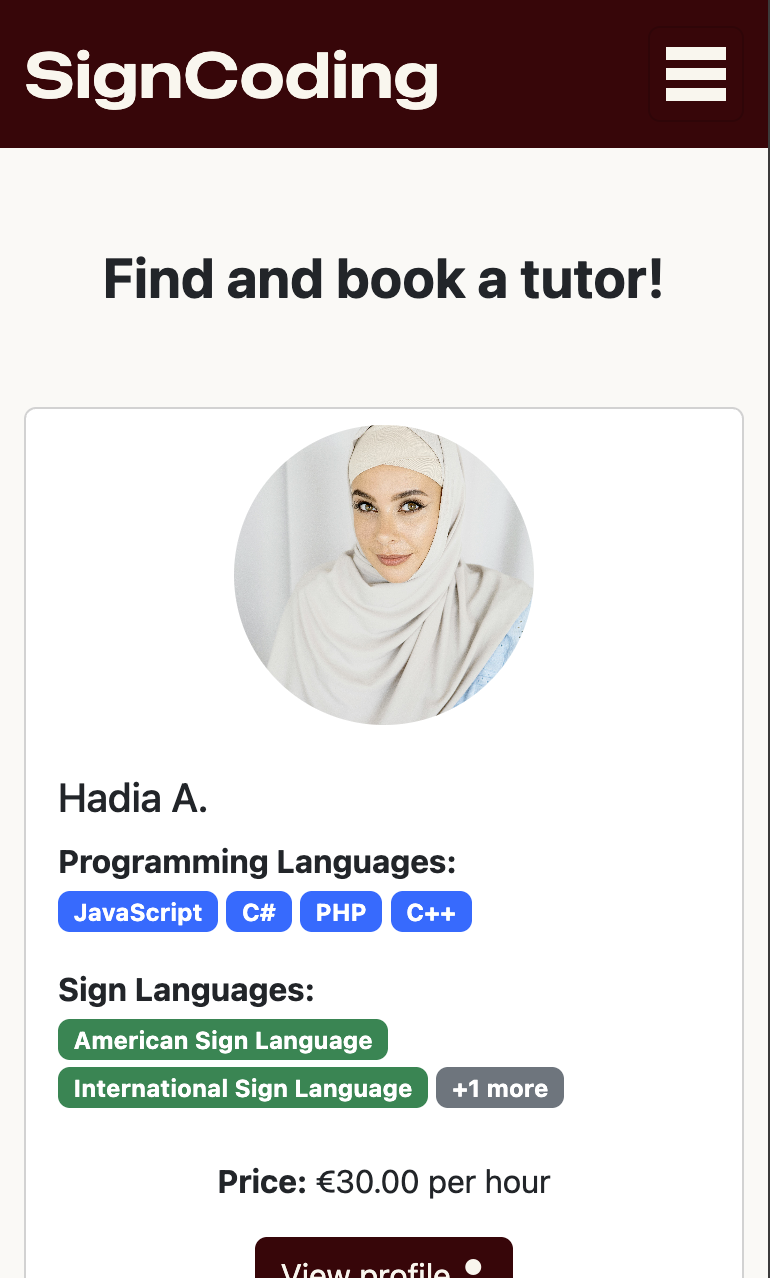 SignCoding
Find and book a tutor!
Hadia A.
Programming Languages:
JavaScript C# PHP C++
Sign Languages:
American Sign Language
International Sign Language +1 more
Price: €30.00 per hour
View profile